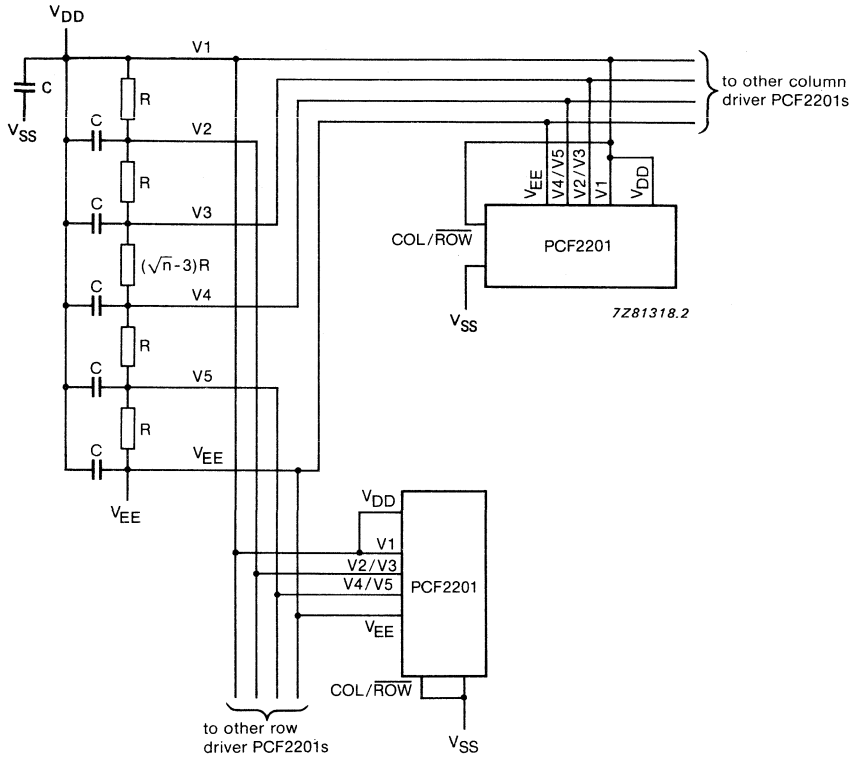 VDD
V1
C
R
VSS
C
V2
R
C
V3
(√n-3)R
C
V4
R
C
V5
R
C
VEE
VEE
to other column
driver PCF2201s
VEE
V4/V5
V2/V3
V1
VDD
COL/ROW
PCF2201
VSS
7Z81318.2
VDD
V1
V2/V3
V4/V5
PCF2201
VEE
COL/ROW
VSS
to other row
driver PCF2201s